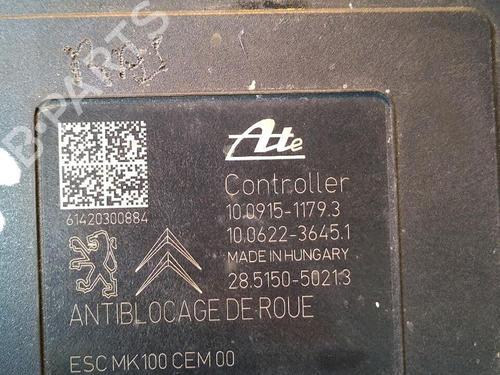 B-PARTS
Ate
Controller
10.0915-1179.3
10.0622-3645.1
MADE IN HUNGARY
28.5150-5021.3
61420300884
ANTIBLOCAGE DE ROUE
ESC MK100 CEM 00